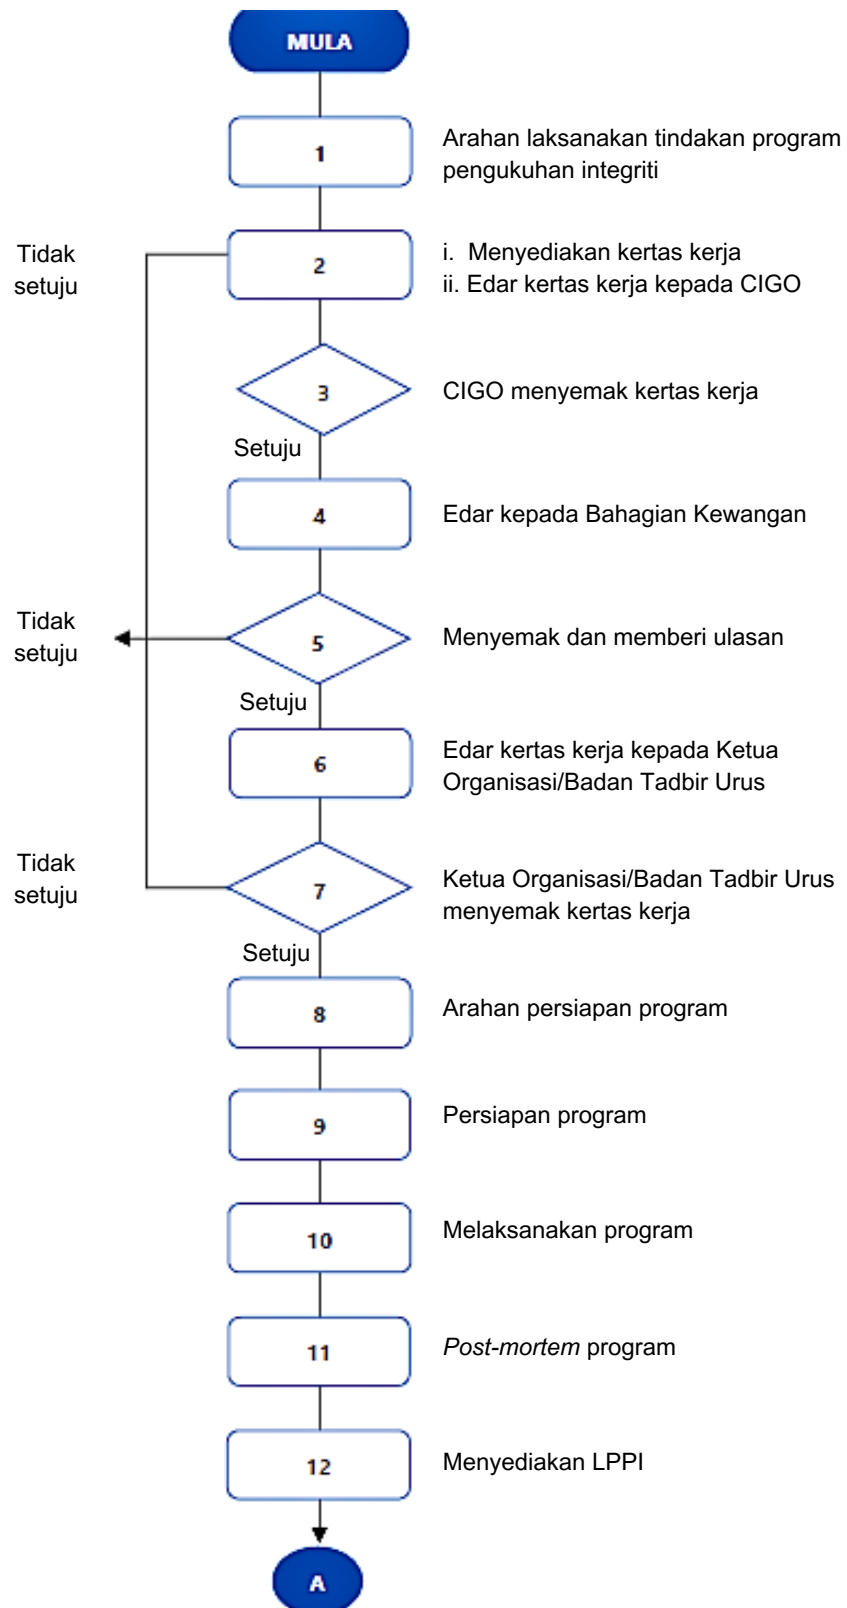 MULA
1
Arahan laksanakan tindakan program
pengukuhan integriti
Tidak
setuju
2
i. Menyediakan kertas kerja
ii. Edar kertas kerja kepada CIGO
3
CIGO menyemak kertas kerja
Setuju
4
Edar kepada Bahagian Kewangan
Tidak
setuju
5
Menyemak dan memberi ulasan
Setuju
6
Edar kertas kerja kepada Ketua
Organisasi/Badan Tadbir Urus
Tidak
setuju
7
Ketua Organisasi/Badan Tadbir Urus
menyemak kertas kerja
Setuju
8
Arahan persiapan program
9
Persiapan program
10
Melaksanakan program
11
Post-mortem program
12
Menyediakan LPPI
A